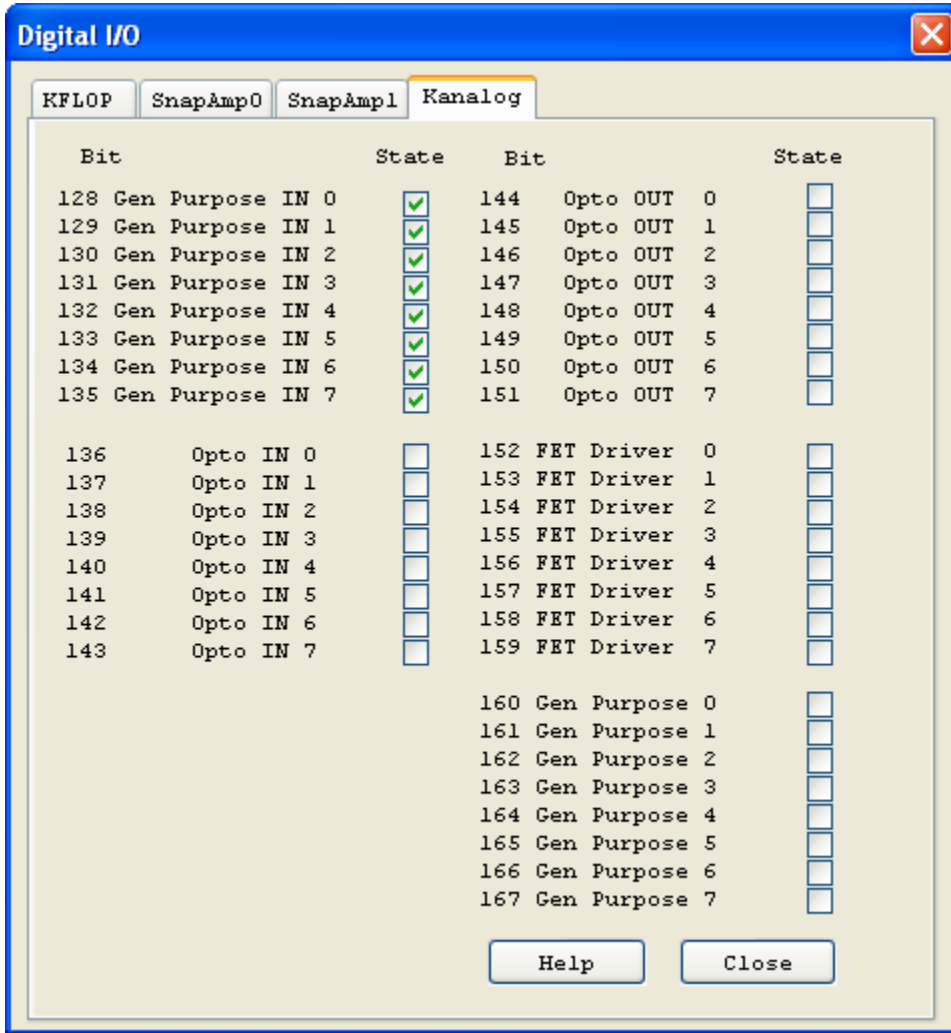 Digital I/O
KFLOP SnapAmp0 SnapAmp1 Kanalog
Bit State Bit State
128 Gen Purpose IN 0 144 Opto OUT 0
129 Gen Purpose IN 1 145 Opto OUT 1
130 Gen Purpose IN 2 146 Opto OUT 2
131 Gen Purpose IN 3 147 Opto OUT 3
132 Gen Purpose IN 4 148 Opto OUT 4
133 Gen Purpose IN 5 149 Opto OUT 5
134 Gen Purpose IN 6 150 Opto OUT 6
135 Gen Purpose IN 7 151 Opto OUT 7
136 Opto IN 0 152 FET Driver 0
137 Opto IN 1 153 FET Driver 1
138 Opto IN 2 154 FET Driver 2
139 Opto IN 3 155 FET Driver 3
140 Opto IN 4 156 FET Driver 4
141 Opto IN 5 157 FET Driver 5
142 Opto IN 6 158 FET Driver 6
143 Opto IN 7 159 FET Driver 7
160 Gen Purpose 0
161 Gen Purpose 1
162 Gen Purpose 2
163 Gen Purpose 3
164 Gen Purpose 4
165 Gen Purpose 5
166 Gen Purpose 6
167 Gen Purpose 7
Help Close